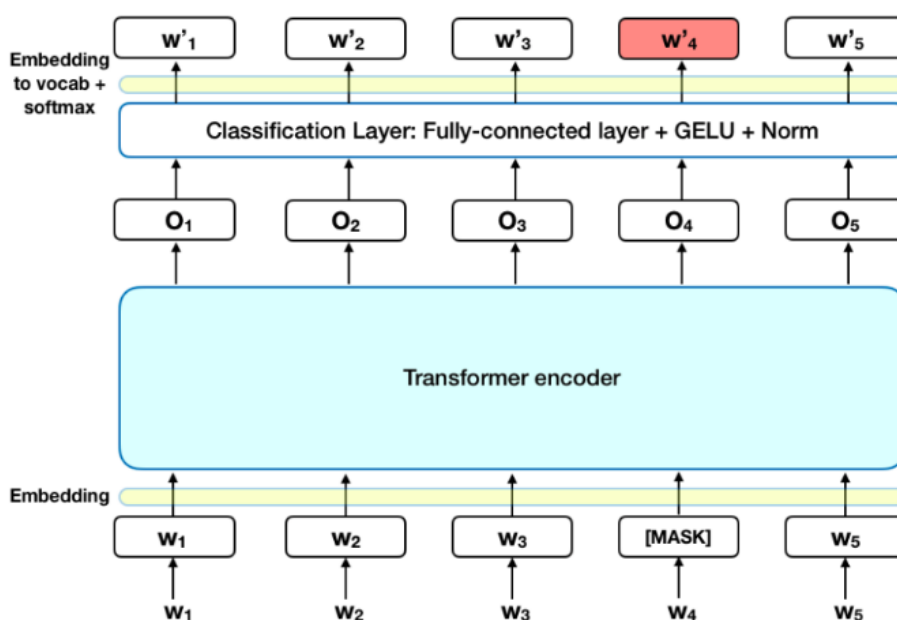 w'1 w'2 w'3 w'4 w'5
Embedding
to vocab +
softmax
Classification Layer: Fully-connected layer + GELU + Norm
O1 O2 O3 O4 O5
Transformer encoder
Embedding
W1 W2 W3 [MASK] W5
W1 W2 W3 W4 W5